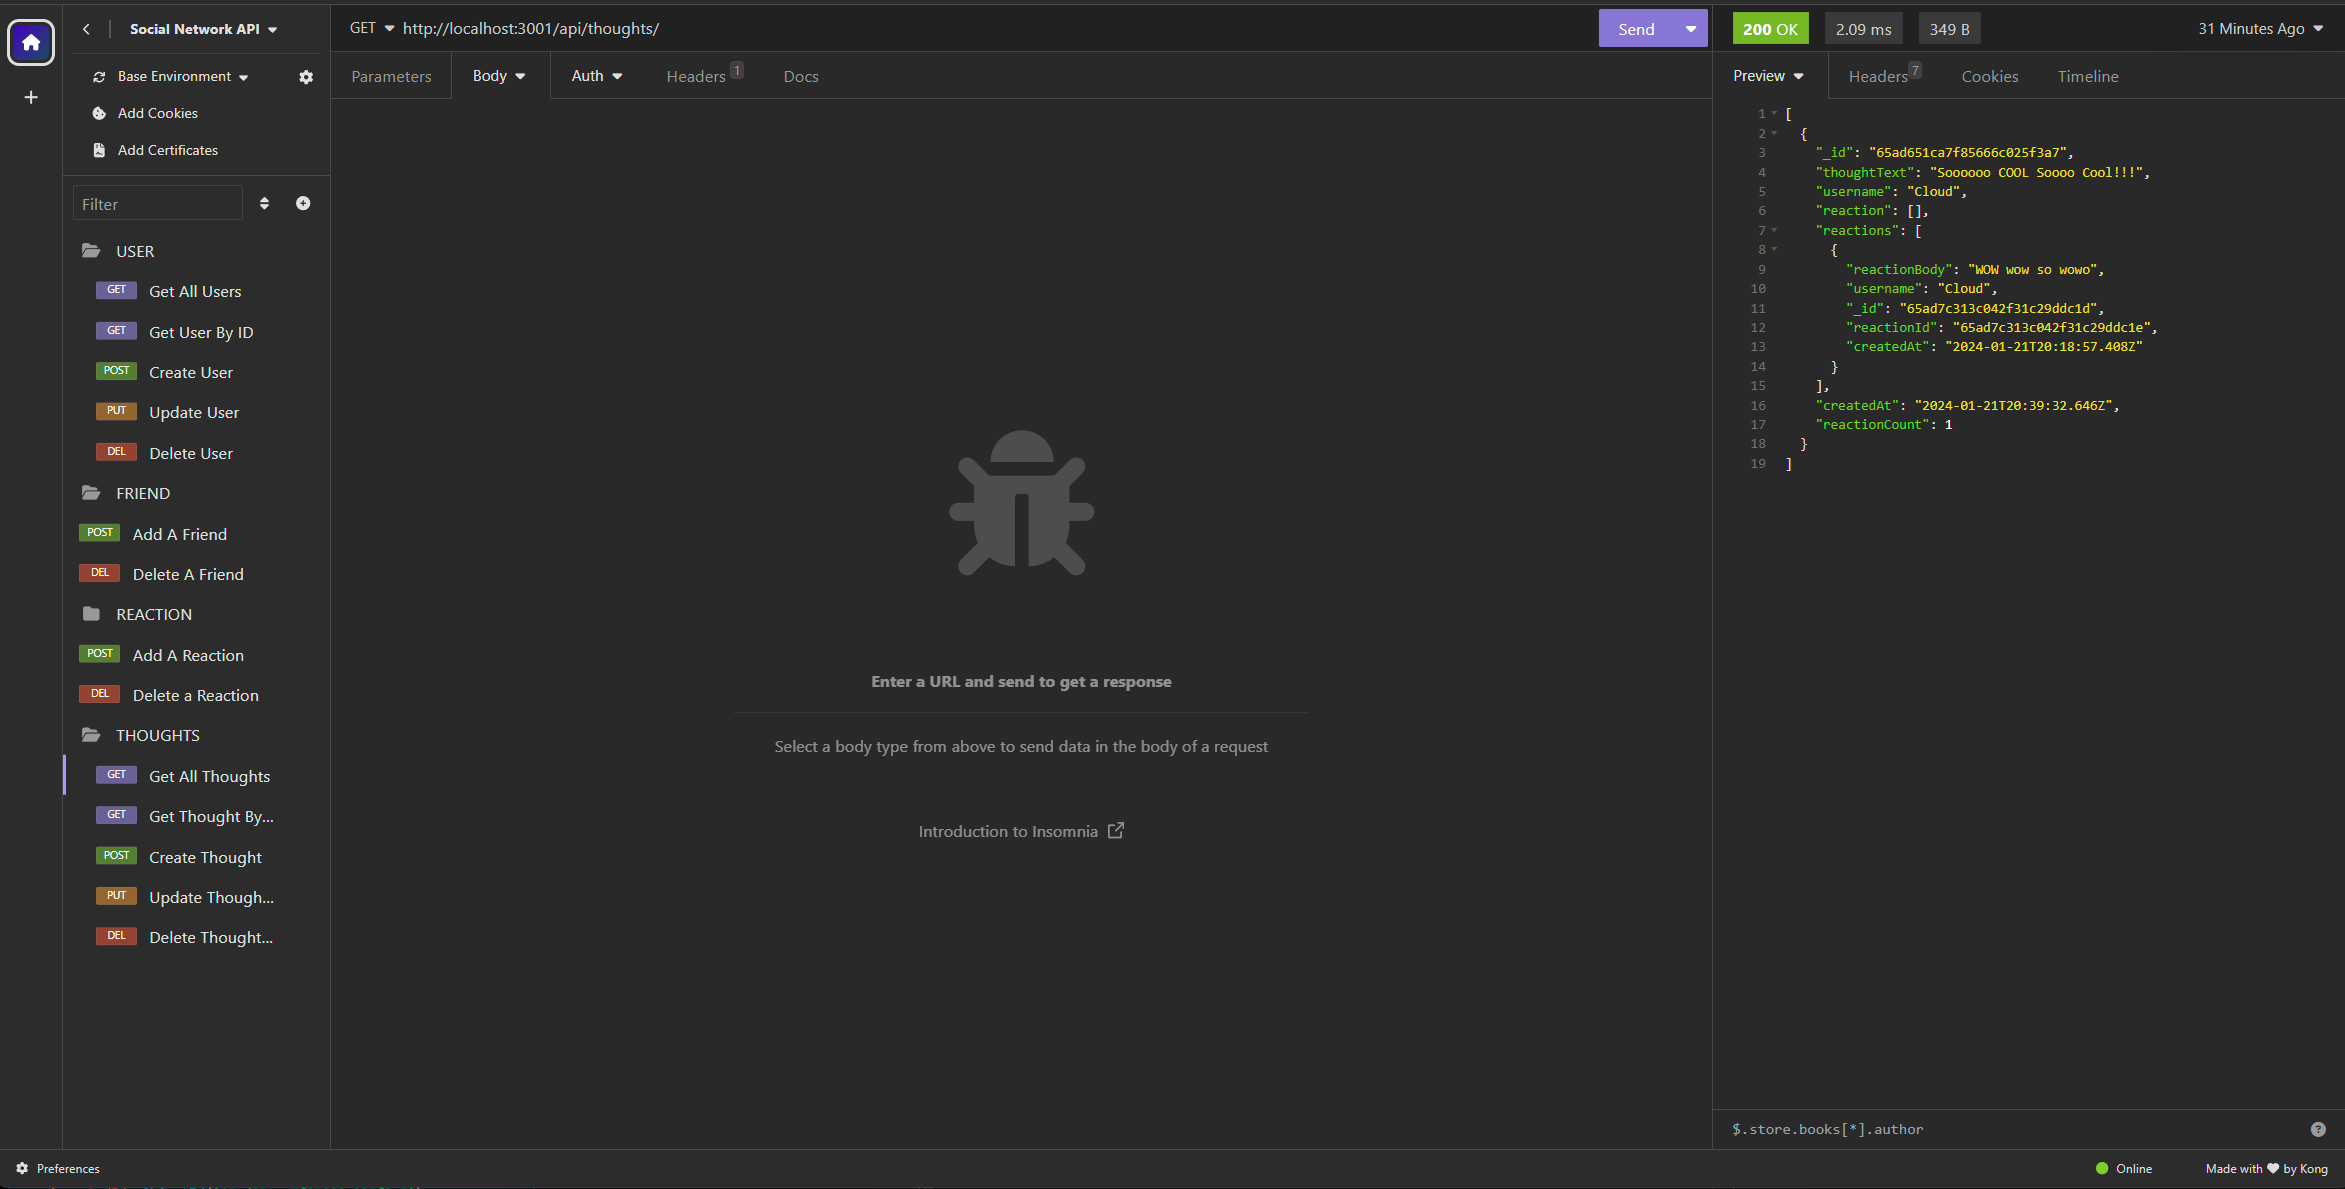 Social Network API
Base Environment
Add Cookies
Add Certificates
Filter
USER
GET Get All Users
GET Get User By ID
POST Create User
PUT Update User
DEL Delete User
FRIEND
POST Add A Friend
DEL Delete A Friend
REACTION
POST Add A Reaction
DEL Delete a Reaction
THOUGHTS
GET Get All Thoughts
GET Get Thought By...
POST Create Thought
PUT Update Though...
DEL Delete Thought...
GET http://localhost:3001/api/thoughts/ Send
Parameters Body Auth Headers 1 Docs
Enter a URL and send to get a response
Select a body type from above to send data in the body of a request
Introduction to Insomnia
200 OK 2.09 ms 349 B 31 Minutes Ago
Preview Headers 7 Cookies Timeline
1 [
2 {
3 "_id": "65ad651ca7f85666c025f3a7",
4 "thoughtText": "Soooooo COOL Soooo Cool!!!",
5 "username": "Cloud",
6 "reaction": [],
7 "reactions": [
8 {
9 "reactionBody": "WOW wow so wowo",
10 "username": "Cloud",
11 "_id": "65ad7c313c042f31c29ddc1d",
12 "reactionId": "65ad7c313c042f31c29ddc1e",
13 "createdAt": "2024-01-21T20:18:57.408Z"
14 }
15 ],
16 "createdAt": "2024-01-21T20:39:32.646Z",
17 "reactionCount": 1
18 }
19 ]
$.store.books[*].author
Preferences
Online
Made with ♥ by Kong